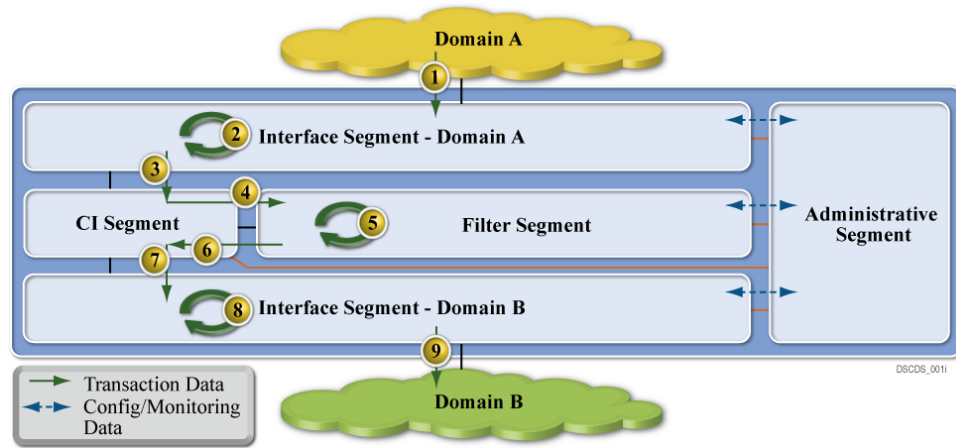 Domain A
1
2
Interface Segment - Domain A
3
4
CI Segment
5
Filter Segment
Administrative
Segment
6
7
8
Interface Segment - Domain B
9
DSCDS_001i
Transaction Data
Config/Monitoring
Data
Domain B